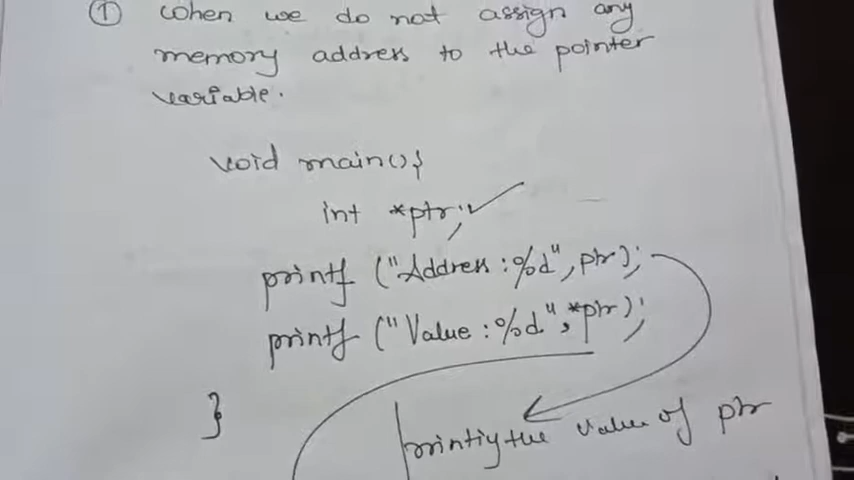 ① when we do not assign any
memory address to the pointer
variable.
void main(){
int *ptr;
printf ("Address :%d", ptr);
printf ("Value :%d", *ptr);
}
printiy the value of ptr